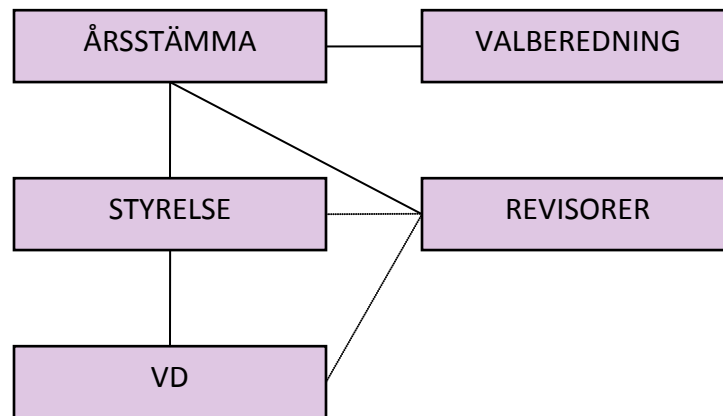 ÅRSSTÄMMA
VALBEREDNING
STYRELSE
REVISORER
VD